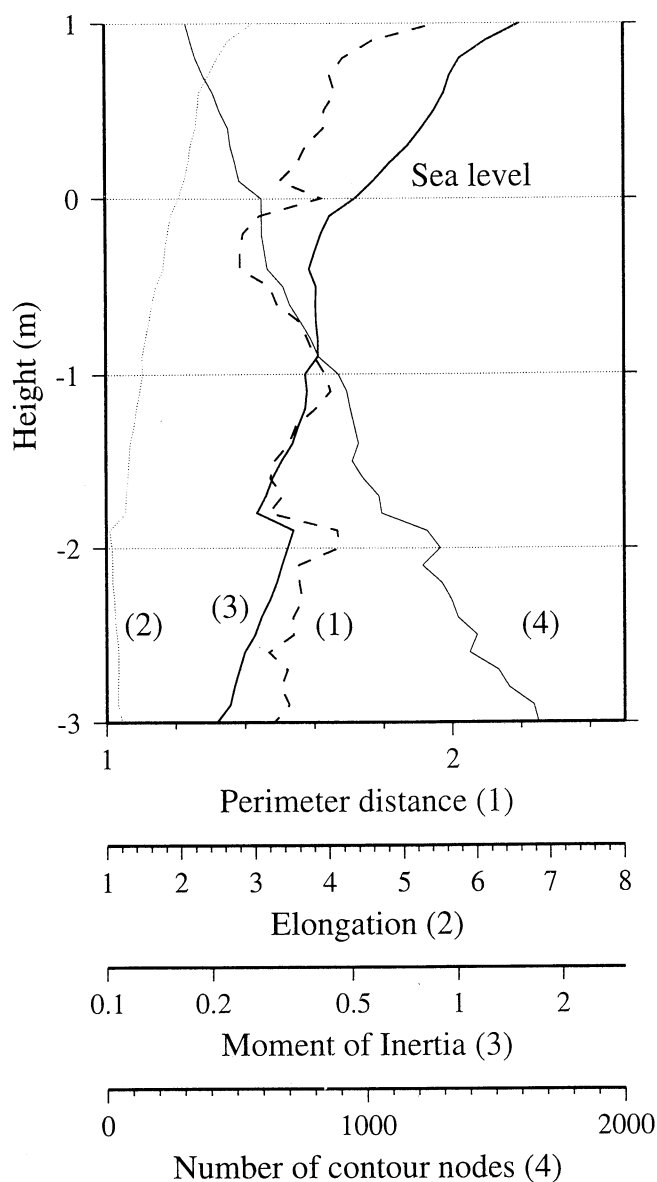 1
Sea level
0
Height (m)
-1
-2
(2) (3) (1) (4)
-3
1 2
Perimeter distance (1)
1 2 3 4 5 6 7 8
Elongation (2)
0.1 0.2 0.5 1 2
Moment of Inertia (3)
0 1000 2000
Number of contour nodes (4)